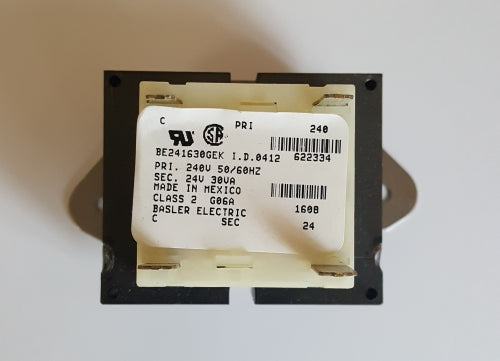 C PRI 240
BE241630GEK I.D.0412 622334
PRI. 240V 50/60HZ
SEC. 24V 30VA
MADE IN MEXICO
CLASS 2 G06A
BASLER ELECTRIC 1608
C SEC 24